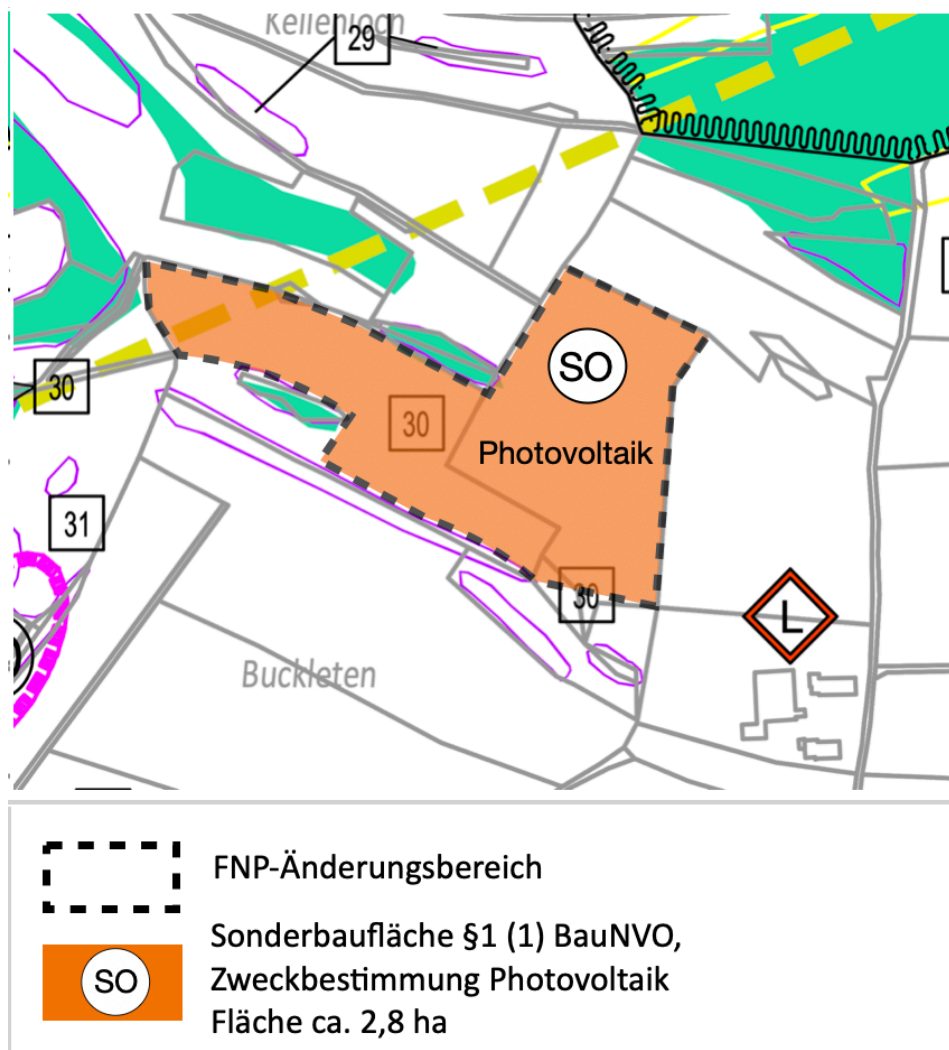 Kellenloch
29
SO
30
30
Photovoltaik
31
30
L
Buckleten
FNP-Änderungsbereich
SO
Sonderbaufläche §1 (1) BauNVO,
Zweckbestimmung Photovoltaik
Fläche ca. 2,8 ha